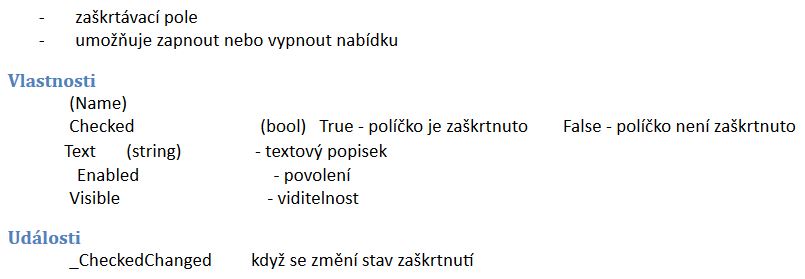 - zaškrtávací pole
- umožňuje zapnout nebo vypnout nabídku
Vlastnosti
(Name)
Checked (bool) True - políčko je zaškrtnuto False - políčko není zaškrtnuto
Text (string) - textový popisek
Enabled - povolení
Visible - viditelnost
Události
_CheckedChanged když se změní stav zaškrtnutí